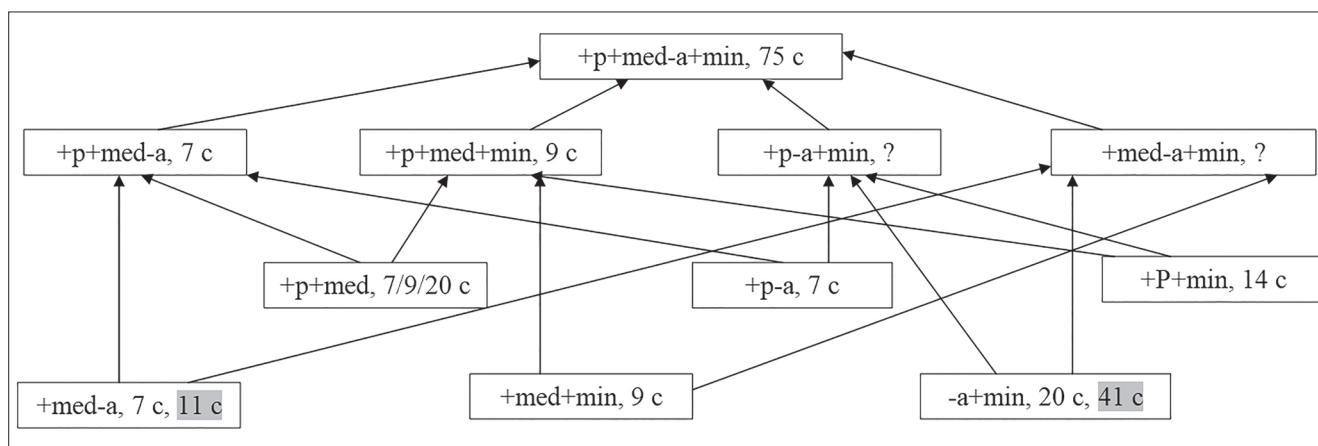 +p+med-a+min, 75 c
+p+med-a, 7 c
+p+med+min, 9 c
+p-a+min, ?
+med-a+min, ?
+p+med, 7/9/20 c
+p-a, 7 c
+P+min, 14 c
+med-a, 7 c, 11 c
+med+min, 9 c
-a+min, 20 c, 41 c